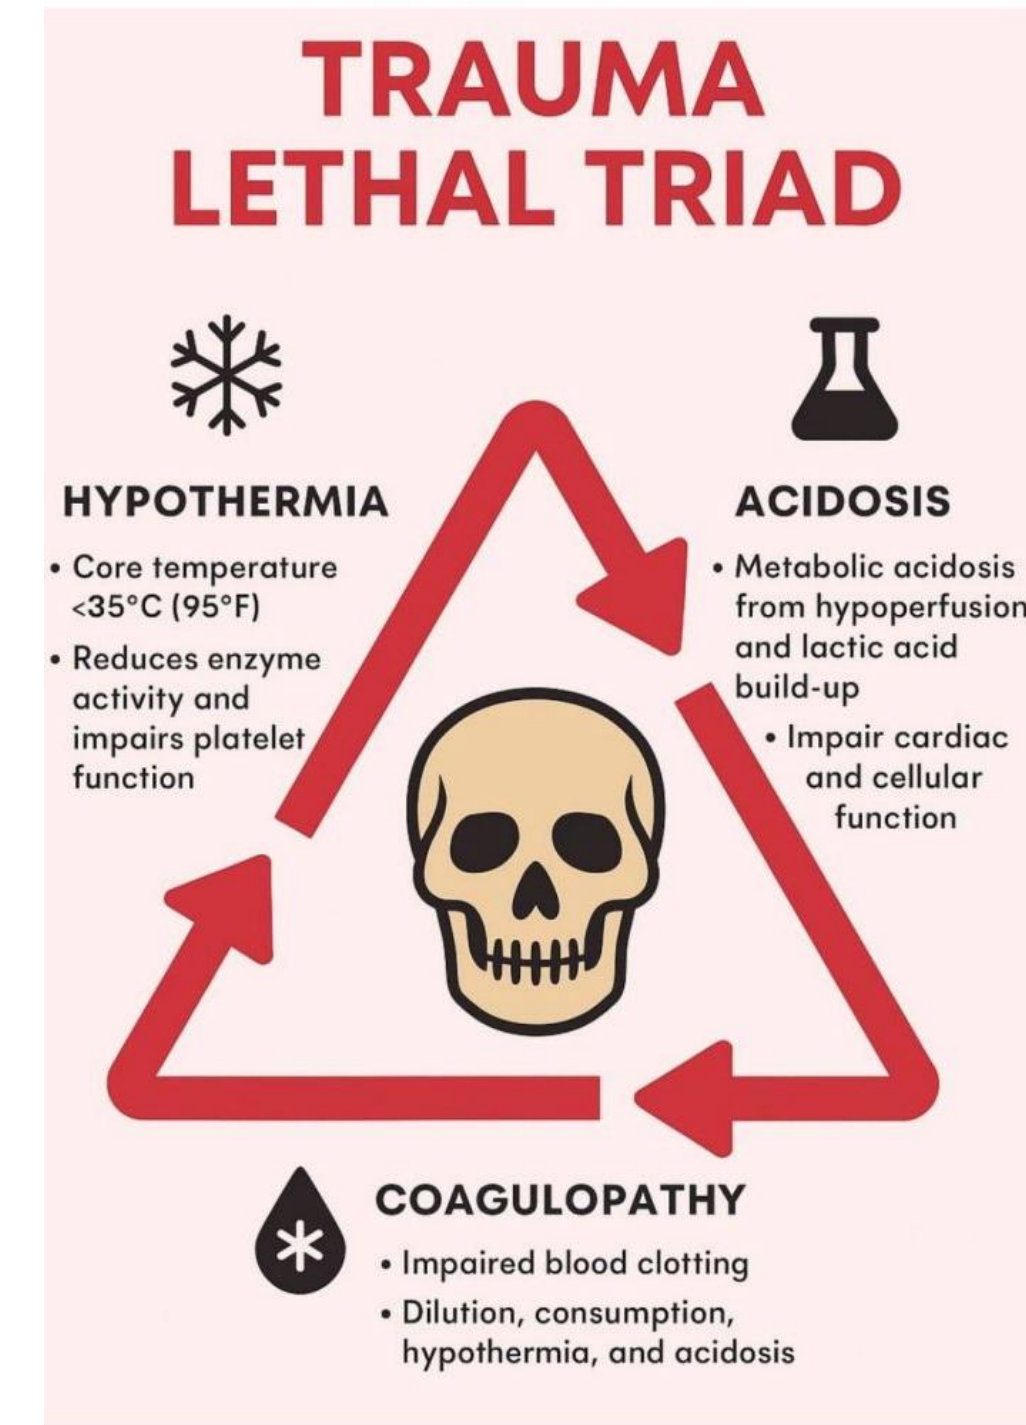 TRAUMA
LETHAL TRIAD
HYPOTHERMIA
• Core temperature
<35°C (95°F)
• Reduces enzyme
activity and
impairs platelet
function
ACIDOSIS
• Metabolic acidosis
from hypoperfusion
and lactic acid
build-up
• Impair cardiac
and cellular
function
COAGULOPATHY
• Impaired blood clotting
• Dilution, consumption,
hypothermia, and acidosis